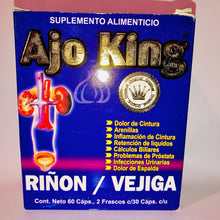 SUPLEMENTO ALIMENTICIO
Ajo King
Dolor de Cintura
Arenillas
Inflamación de Cintura
Retención de líquidos
Cálculos Biliares
Problemas de Próstata
Infecciones Urinarias
Dolor de Espalda
RIÑON / VEJIGA
Cont. Neto 60 Cáps., 2 Frascos c/30 Cáps. c/u